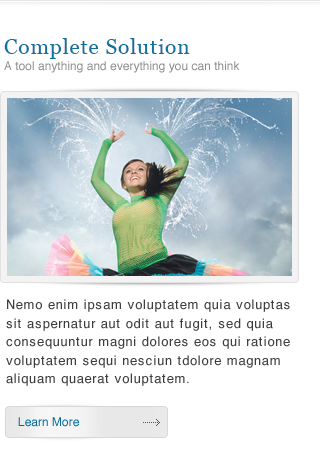 Complete Solution
A tool anything and everything you can think
Nemo enim ipsam voluptatem quia voluptas
sit aspernatur aut odit aut fugit, sed quia
consequuntur magni dolores eos qui ratione
voluptatem sequi nesciun tdolore magnam
aliquam quaerat voluptatem.
Learn More